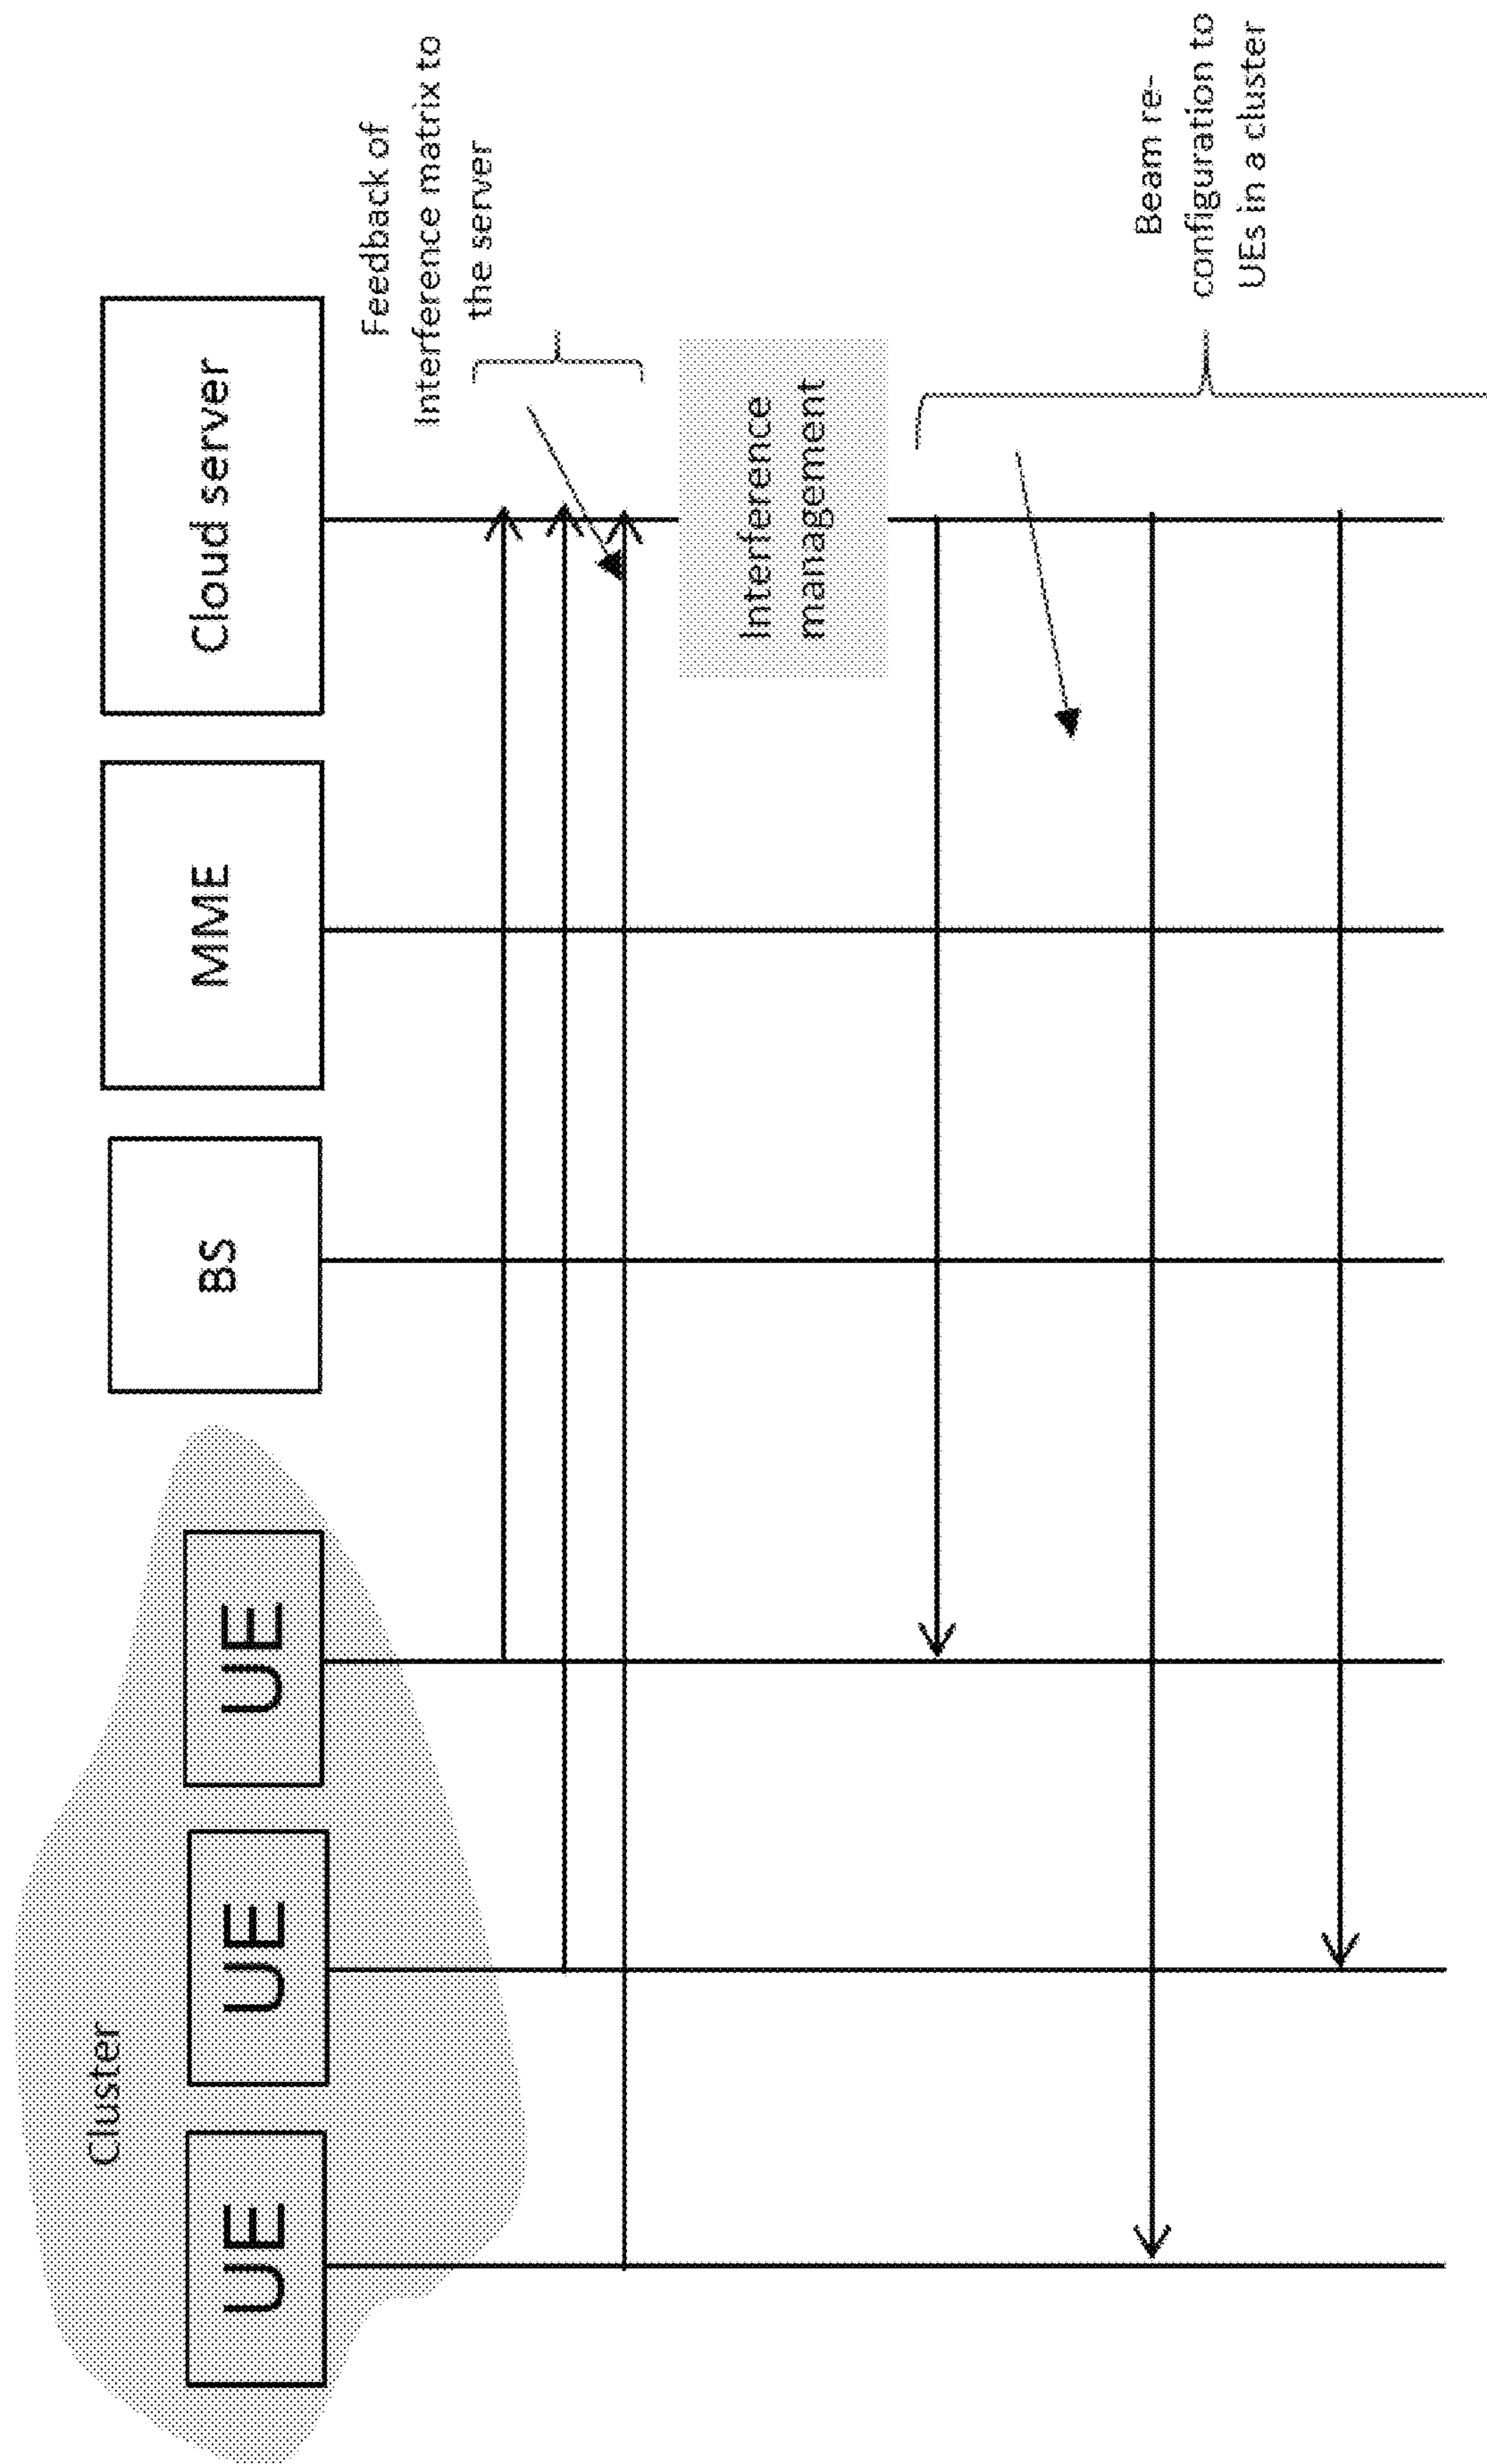 Cluster
UE
UE
UE
BS
MME
Cloud server
Feedback of
Interference matrix to
the server
Interference
management
Beam re-
configuration to
UEs in a cluster